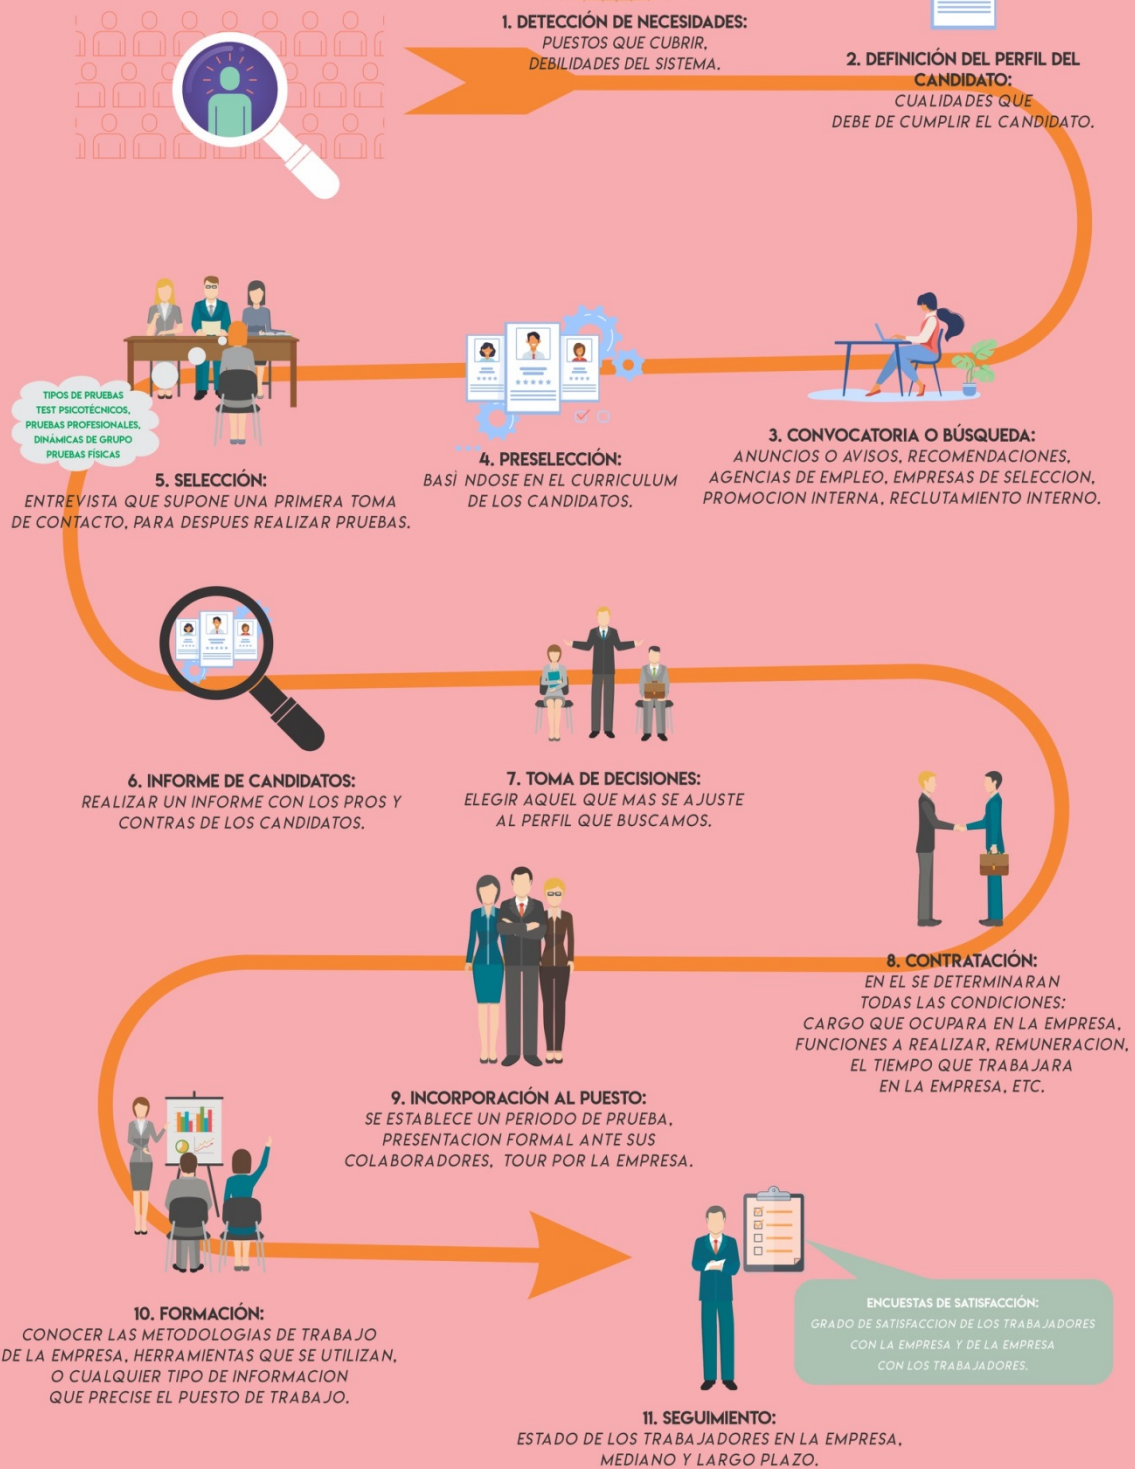 1. DETECCIÓN DE NECESIDADES:
PUESTOS QUE CUBRIR,
DEBILIDADES DEL SISTEMA.
2. DEFINICIÓN DEL PERFIL DEL
CANDIDATO:
CUALIDADES QUE
DEBE DE CUMPLIR EL CANDIDATO.
3. CONVOCATORIA O BÚSQUEDA:
ANUNCIOS O AVISOS, RECOMENDACIONES,
AGENCIAS DE EMPLEO, EMPRESAS DE SELECCION,
PROMOCION INTERNA, RECLUTAMIENTO INTERNO.
4. PRESELECCIÓN:
BASÌ NDOSE EN EL CURRICULUM
DE LOS CANDIDATOS.
TIPOS DE PRUEBAS
TEST PSICOTÉCNICOS,
PRUEBAS PROFESIONALES,
DINÁMICAS DE GRUPO
PRUEBAS FÍSICAS
5. SELECCIÓN:
ENTREVISTA QUE SUPONE UNA PRIMERA TOMA
DE CONTACTO, PARA DESPUES REALIZAR PRUEBAS.
6. INFORME DE CANDIDATOS:
REALIZAR UN INFORME CON LOS PROS Y
CONTRAS DE LOS CANDIDATOS.
7. TOMA DE DECISIONES:
ELEGIR AQUEL QUE MAS SE AJUSTE
AL PERFIL QUE BUSCAMOS.
8. CONTRATACIÓN:
EN EL SE DETERMINARAN
TODAS LAS CONDICIONES:
CARGO QUE OCUPARA EN LA EMPRESA,
FUNCIONES A REALIZAR, REMUNERACION,
EL TIEMPO QUE TRABAJARA
EN LA EMPRESA, ETC.
9. INCORPORACIÓN AL PUESTO:
SE ESTABLECE UN PERIODO DE PRUEBA,
PRESENTACION FORMAL ANTE SUS
COLABORADORES, TOUR POR LA EMPRESA.
10. FORMACIÓN:
CONOCER LAS METODOLOGIAS DE TRABAJO
DE LA EMPRESA, HERRAMIENTAS QUE SE UTILIZAN,
O CUALQUIER TIPO DE INFORMACION
QUE PRECISE EL PUESTO DE TRABAJO.
ENCUESTAS DE SATISFACCIÓN:
GRADO DE SATISFACCION DE LOS TRABAJADORES
CON LA EMPRESA Y DE LA EMPRESA
CON LOS TRABAJADORES.
11. SEGUIMIENTO:
ESTADO DE LOS TRABAJADORES EN LA EMPRESA,
MEDIANO Y LARGO PLAZO.